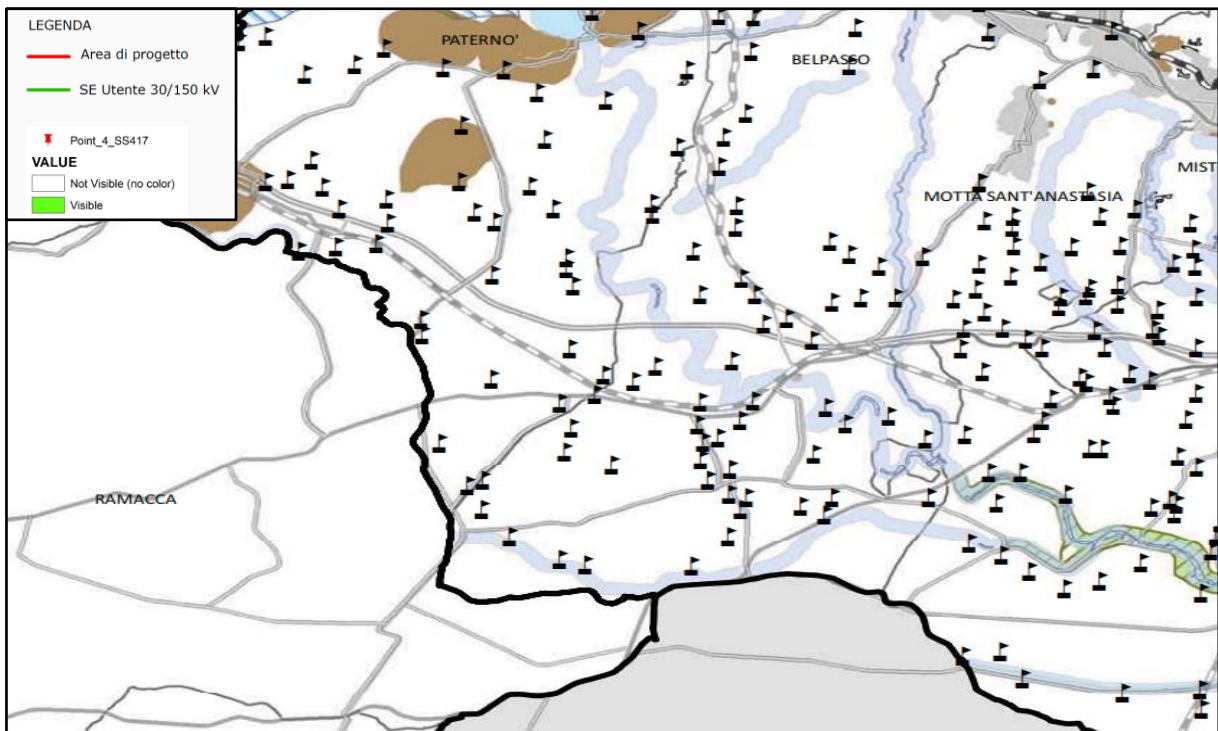 LEGENDA
Area di progetto
SE Utente 30/150 kV
Point_4_SS417
VALUE
Not Visible (no color)
Visible
PATERNO'
BELPASSO
MIST
MOTTA SANT'ANASTASIA
RAMACCA